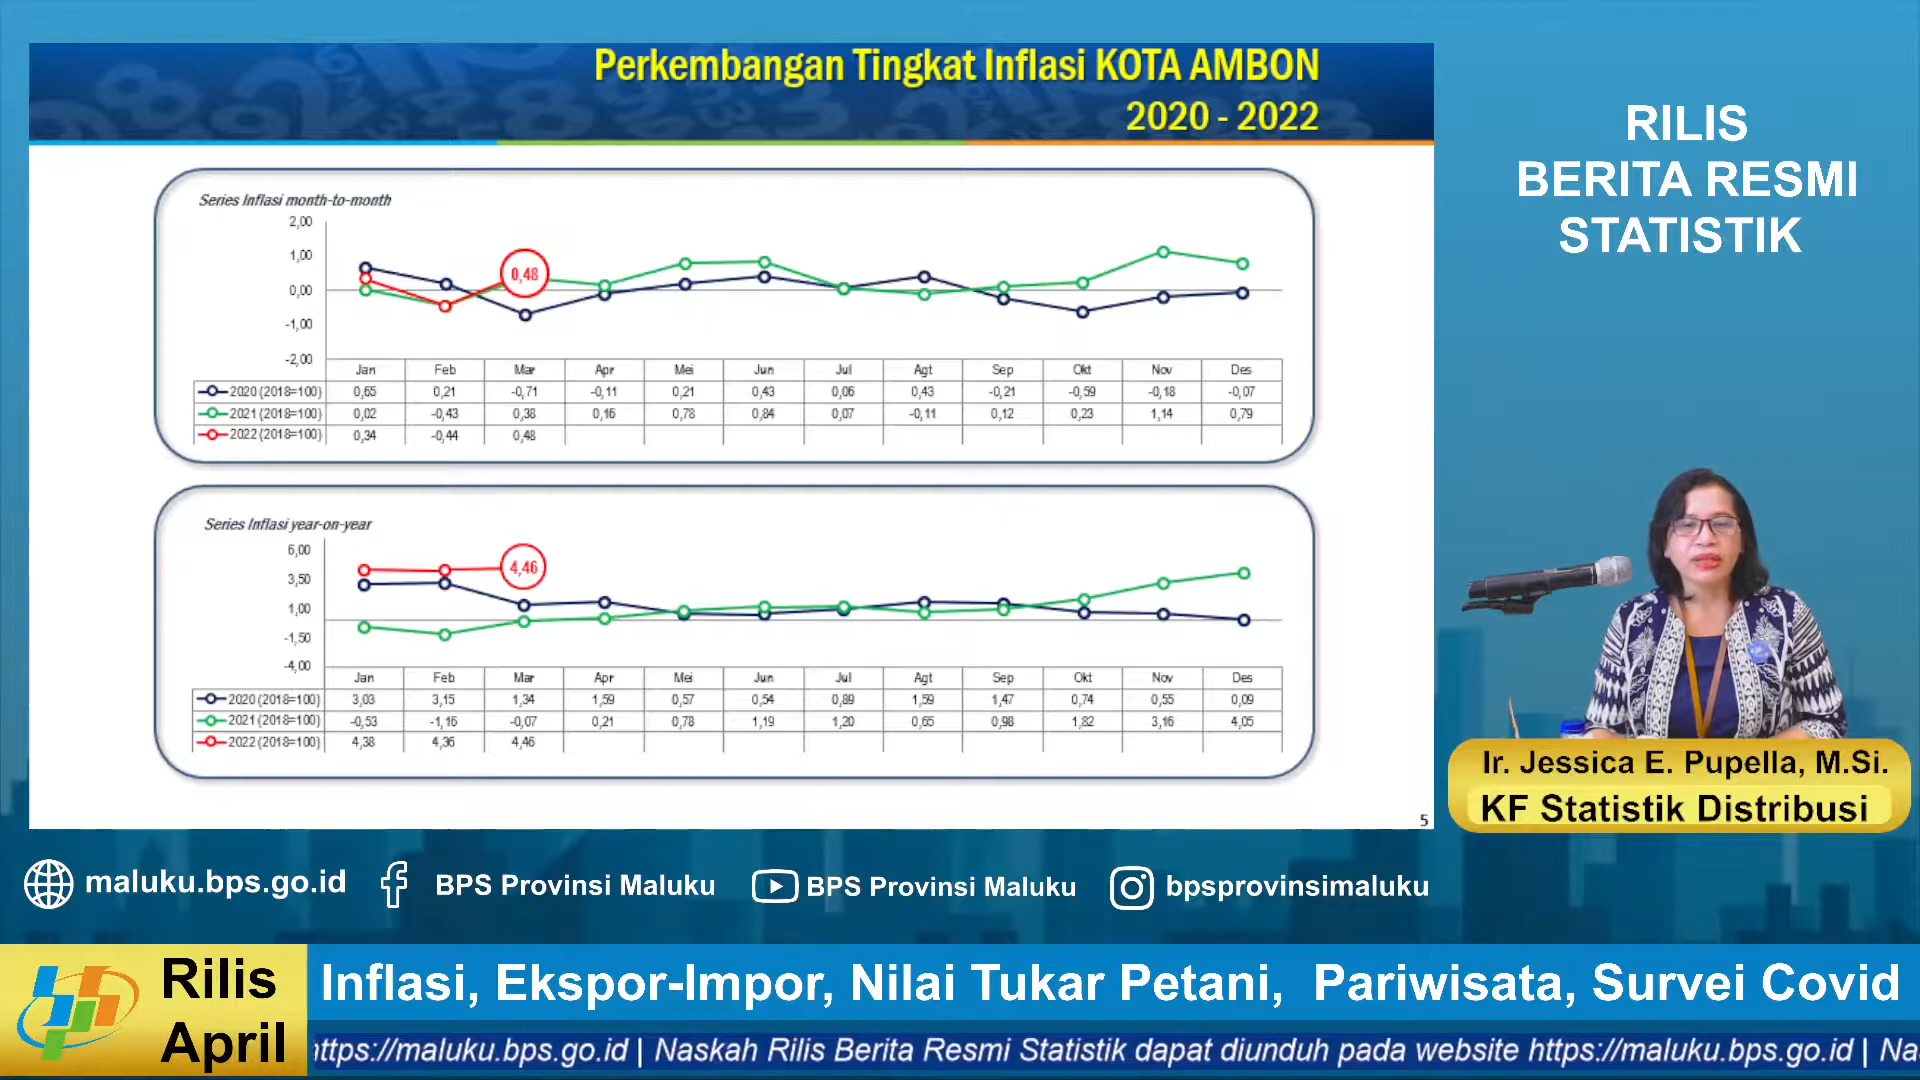 Perkembangan Tingkat Inflasi KOTA AMBON
2020 - 2022
Series Inflasi month-to-month
2,00
1,00
0,00
-1,00
-2,00
Jan Feb Mar Apr Mei Jun Jul Agt Sep Okt Nov Des
2020 (2018=100) 0,65 0,21 -0,71 -0,11 0,21 0,43 0,06 0,43 -0,21 -0,59 -0,18 -0,07
2021 (2018=100) 0,02 -0,43 0,38 0,16 0,78 0,84 0,07 -0,11 0,12 0,23 1,14 0,79
2022 (2018=100) 0,34 -0,44 0,48
0,48
Series Inflasi year-on-year
6,00
3,50
1,00
-1,50
-4,00
Jan Feb Mar Apr Mei Jun Jul Agt Sep Okt Nov Des
2020 (2018=100) 3,03 3,15 1,34 1,59 0,57 0,54 0,89 1,59 1,47 0,74 0,55 0,09
2021 (2018=100) -0,53 -1,16 -0,07 0,21 0,78 1,19 1,20 0,65 0,98 1,82 3,16 4,05
2022 (2018=100) 4,38 4,36 4,46
4,46
5
RILIS
BERITA RESMI
STATISTIK
Ir. Jessica E. Pupella, M.Si.
KF Statistik Distribusi
maluku.bps.go.id BPS Provinsi Maluku BPS Provinsi Maluku bpsprovinsimaluku
Rilis
April
Inflasi, Ekspor-Impor, Nilai Tukar Petani, Pariwisata, Survei Covid
ttps://maluku.bps.go.id | Naskah Rilis Berita Resmi Statistik dapat diunduh pada website https://maluku.bps.go.id | Na